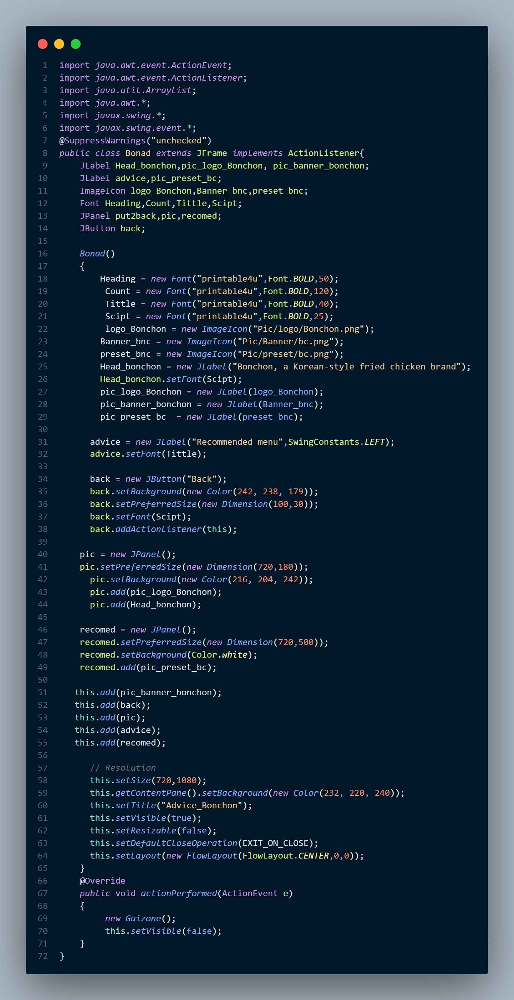 1 import java.awt.event.ActionEvent;
2 import java.awt.event.ActionListener;
3 import java.util.ArrayList;
4 import java.awt.*;
5 import javax.swing.*;
6 import javax.swing.event.*;
7 @SuppressWarnings("unchecked")
8 public class Bonad extends JFrame implements ActionListener{
9     JLabel Head_bonchon,pic_logo_Bonchon, pic_banner_bonchon;
10     JLabel advice,pic_preset_bc;
11     ImageIcon logo_Bonchon,Banner_bnc,preset_bnc;
12     Font Heading,Count,Tittle,Scipt;
13     JPanel put2back,pic,recomed;
14     JButton back;
15
16     Bonad()
17     {
18         Heading = new Font("printable4u",Font.BOLD,50);
19          Count = new Font("printable4u",Font.BOLD,120);
20          Tittle = new Font("printable4u",Font.BOLD,40);
21          Scipt = new Font("printable4u",Font.BOLD,25);
22          logo_Bonchon = new ImageIcon("Pic/logo/Bonchon.png");
23         Banner_bnc = new ImageIcon("Pic/Banner/bc.png");
24         preset_bnc = new ImageIcon("Pic/preset/bc.png");
25         Head_bonchon = new JLabel("Bonchon, a Korean-style fried chicken brand");
26         Head_bonchon.setFont(Scipt);
27         pic_logo_Bonchon = new JLabel(logo_Bonchon);
28         pic_banner_bonchon = new JLabel(Banner_bnc);
29         pic_preset_bc  = new JLabel(preset_bnc);
30
31       advice = new JLabel("Recommended menu",SwingConstants.LEFT);
32       advice.setFont(Tittle);
33
34       back = new JButton("Back");
35       back.setBackground(new Color(242, 238, 179));
36       back.setPreferredSize(new Dimension(100,30));
37       back.setFont(Scipt);
38       back.addActionListener(this);
39
40     pic = new JPanel();
41     pic.setPreferredSize(new Dimension(720,180));
42       pic.setBackground(new Color(216, 204, 242));
43       pic.add(pic_logo_Bonchon);
44       pic.add(Head_bonchon);
45
46     recomed = new JPanel();
47     recomed.setPreferredSize(new Dimension(720,500));
48     recomed.setBackground(Color.white);
49     recomed.add(pic_preset_bc);
50
51    this.add(pic_banner_bonchon);
52    this.add(back);
53    this.add(pic);
54    this.add(advice);
55    this.add(recomed);
56
57       // Resolution
58       this.setSize(720,1080);
59       this.getContentPane().setBackground(new Color(232, 220, 240));
60       this.setTitle("Advice_Bonchon");
61       this.setVisible(true);
62       this.setResizable(false);
63       this.setDefaultCloseOperation(EXIT_ON_CLOSE);
64       this.setLayout(new FlowLayout(FlowLayout.CENTER,0,0));
65     }
66     @Override
67     public void actionPerformed(ActionEvent e)
68     {
69          new Guizone();
70          this.setVisible(false);
71     }
72 }